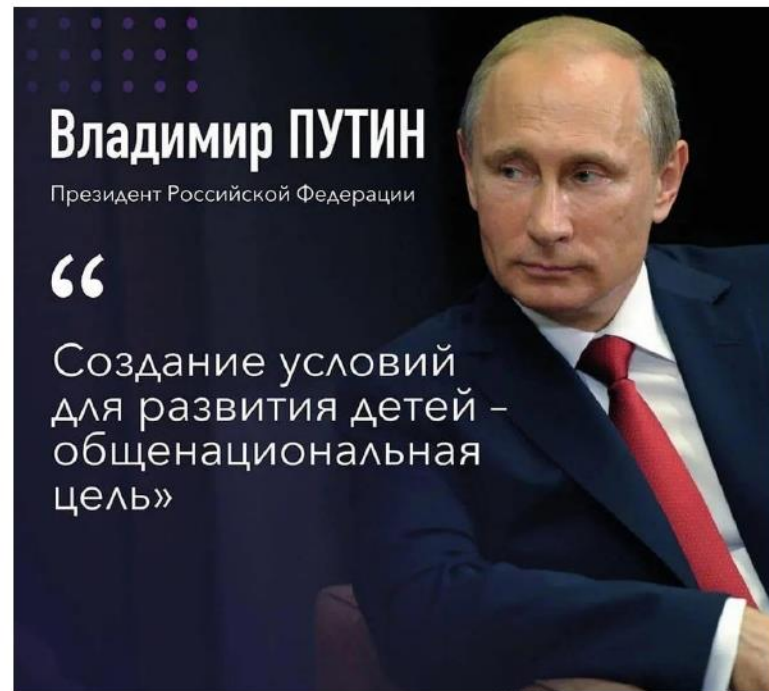 Владимир ПУТИН
Президент Российской Федерации
“
Создание условий
для развития детей –
общенациональная
цель»